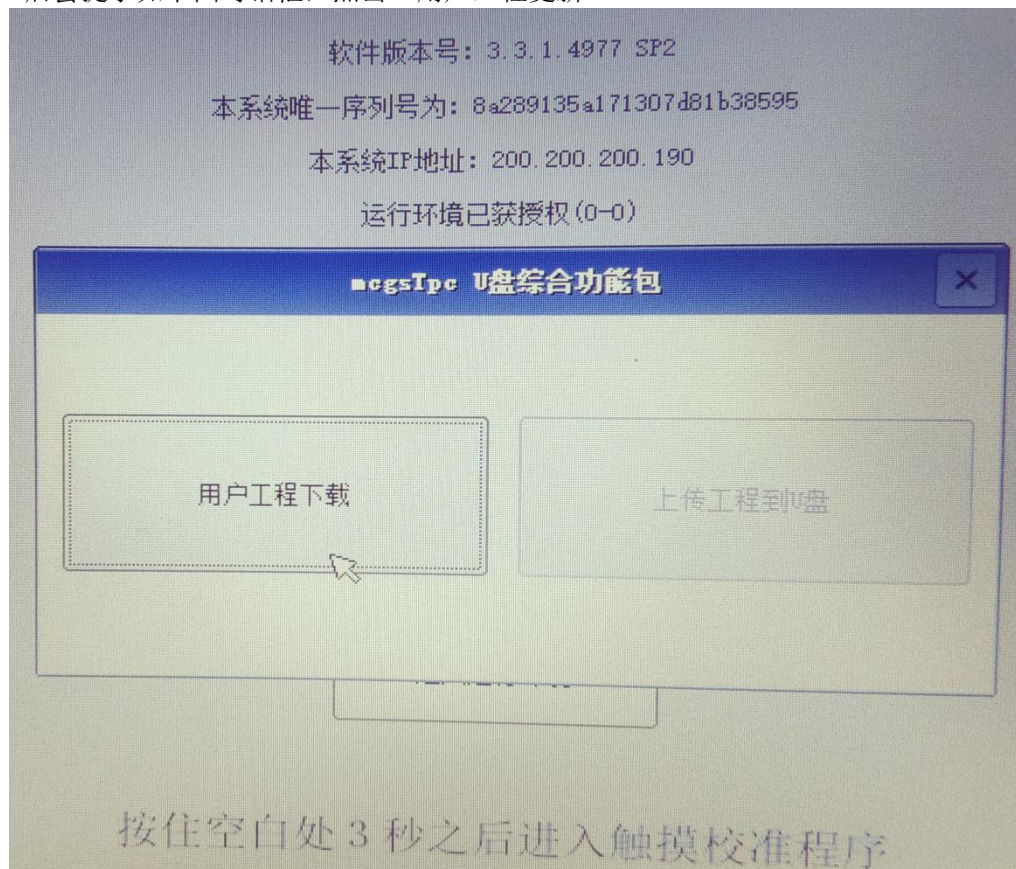 软件版本号: 3.3.1.4977 SP2
本系统唯一序列号为: 8a289135a171307d81b38595
本系统IP地址: 200.200.200.190
运行环境已获授权(0-0)
mcgsTpc U盘综合功能包
用户工程下载
上传工程到U盘
按住空白处3秒之后进入触摸校准程序